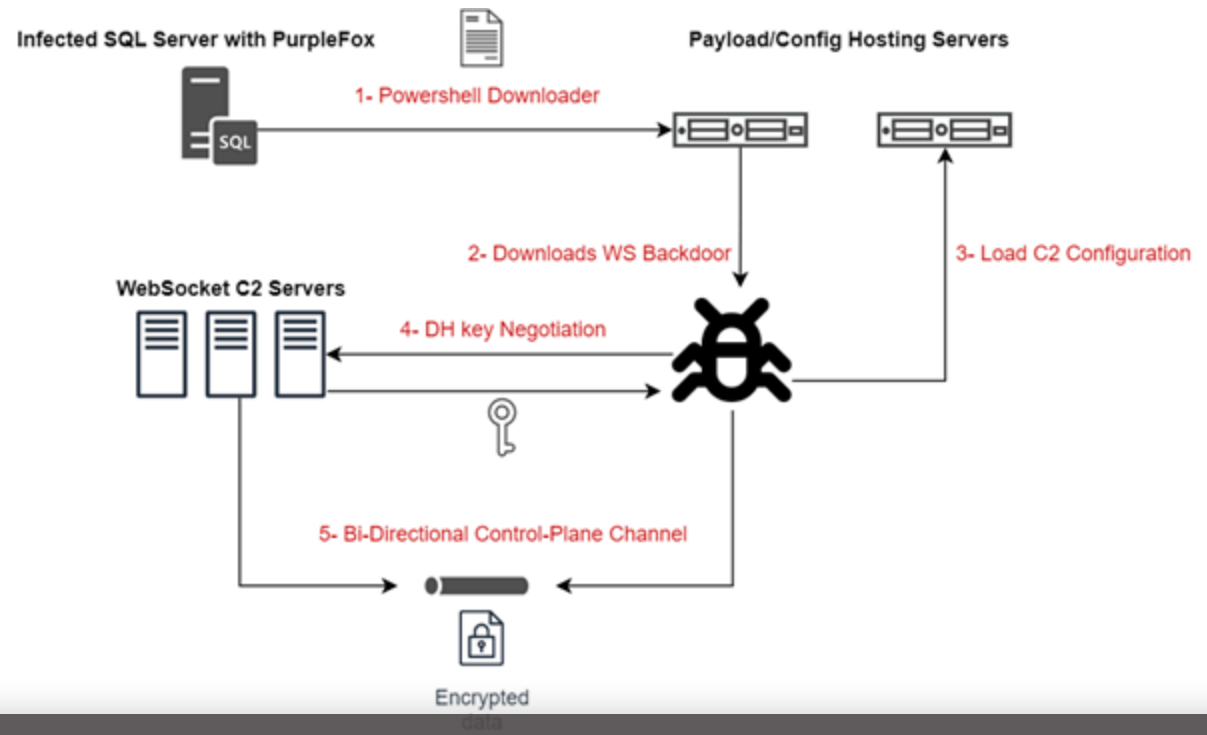 Infected SQL Server with PurpleFox
Payload/Config Hosting Servers
1- Powershell Downloader
SQL
2- Downloads WS Backdoor
3- Load C2 Configuration
WebSocket C2 Servers
4- DH key Negotiation
5- Bi-Directional Control-Plane Channel
Encrypted
data